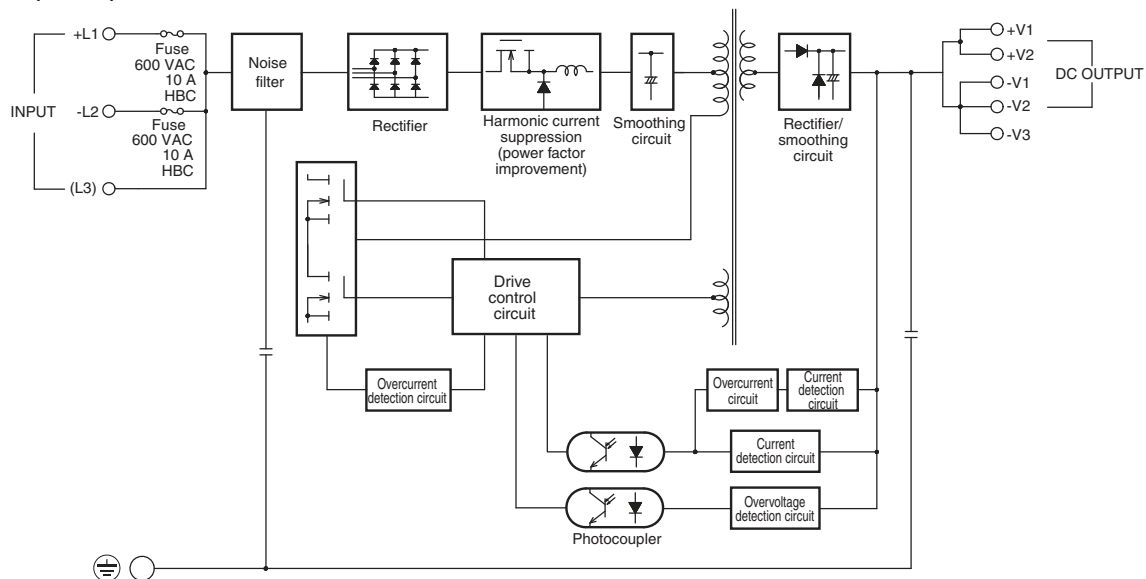 +L1
Fuse
600 VAC
10 A
HBC
INPUT
-L2
Fuse
600 VAC
10 A
HBC
(L3)
Noise
filter
Rectifier
Harmonic current
suppression
(power factor
improvement)
Smoothing
circuit
Rectifier/
smoothing
circuit
+V1
+V2
DC OUTPUT
-V1
-V2
-V3
Drive
control
circuit
Overcurrent
detection circuit
Overcurrent
circuit
Current
detection
circuit
Current
detection circuit
Overvoltage
detection circuit
Photocoupler